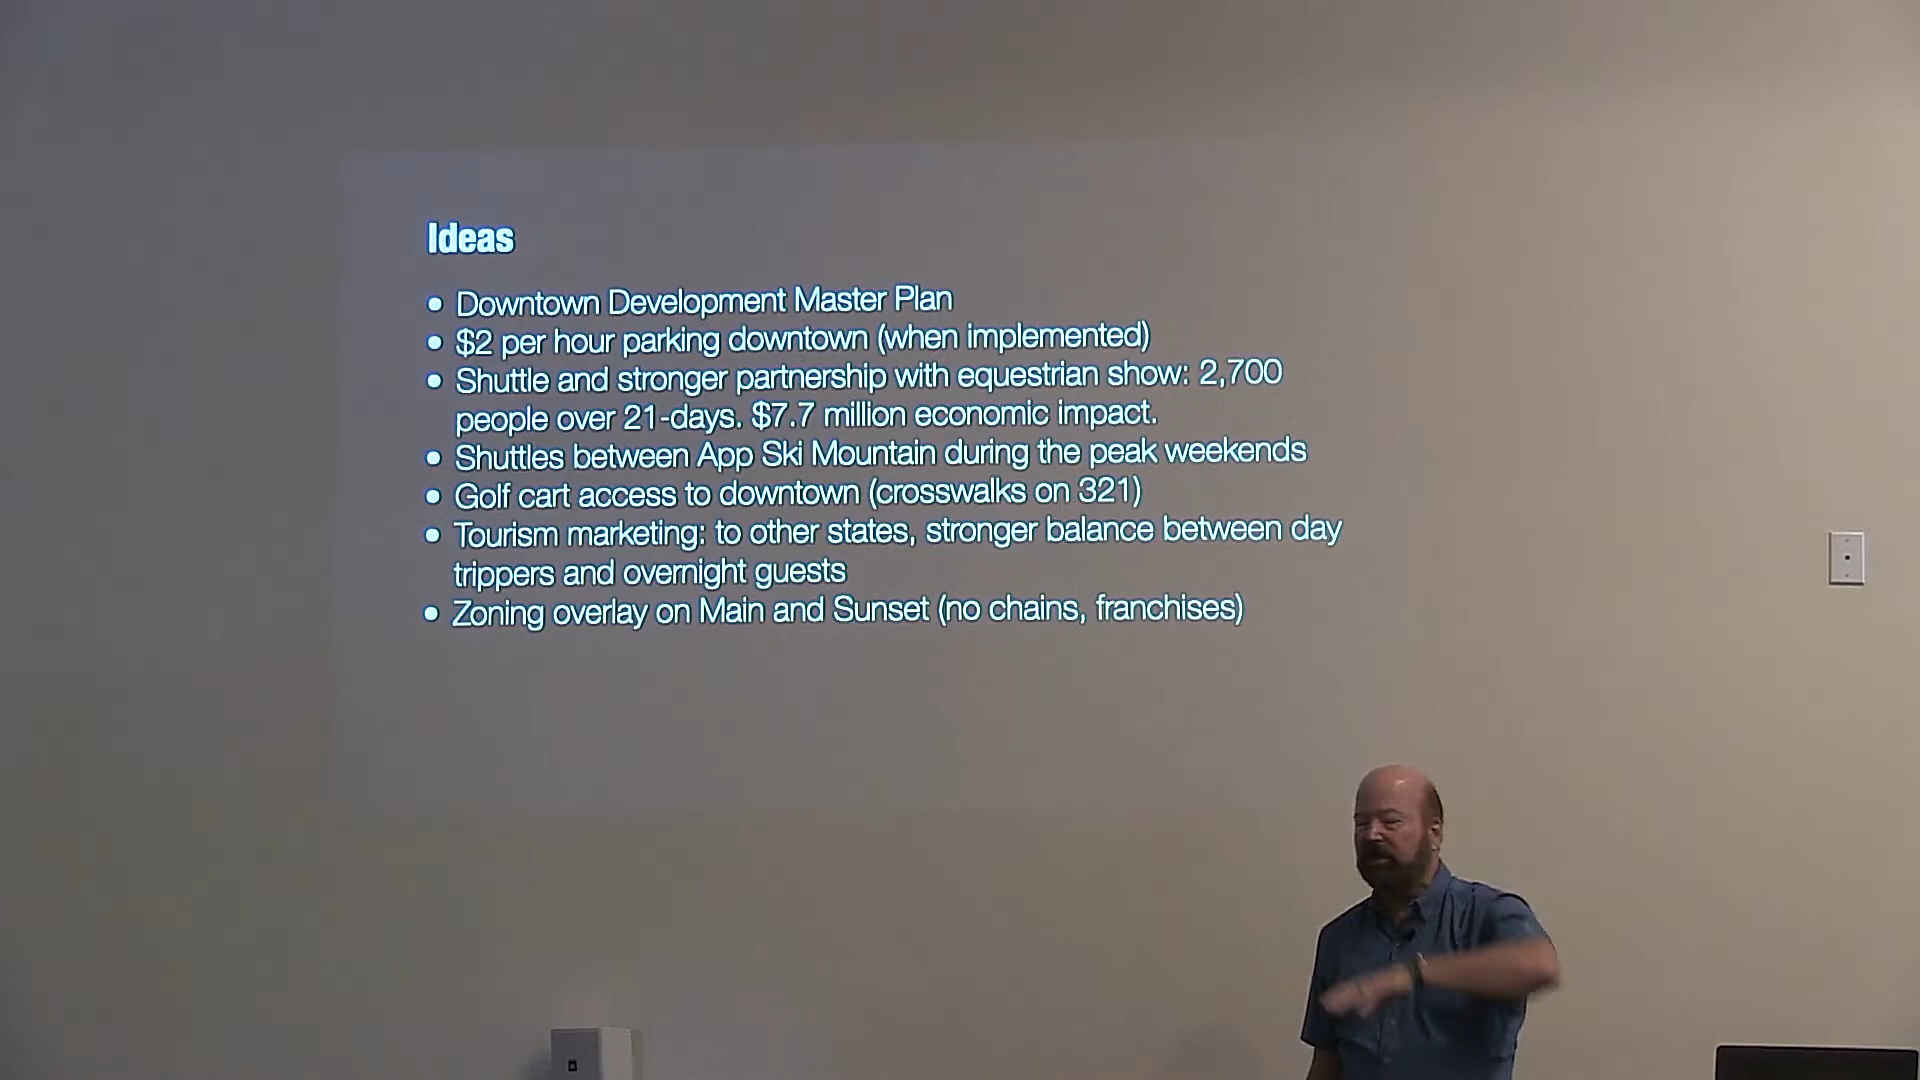 Ideas
• Downtown Development Master Plan
• $2 per hour parking downtown (when implemented)
• Shuttle and stronger partnership with equestrian show: 2,700
people over 21-days. $7.7 million economic impact.
• Shuttles between App Ski Mountain during the peak weekends
• Golf cart access to downtown (crosswalks on 321)
• Tourism marketing: to other states, stronger balance between day
trippers and overnight guests
• Zoning overlay on Main and Sunset (no chains, franchises)